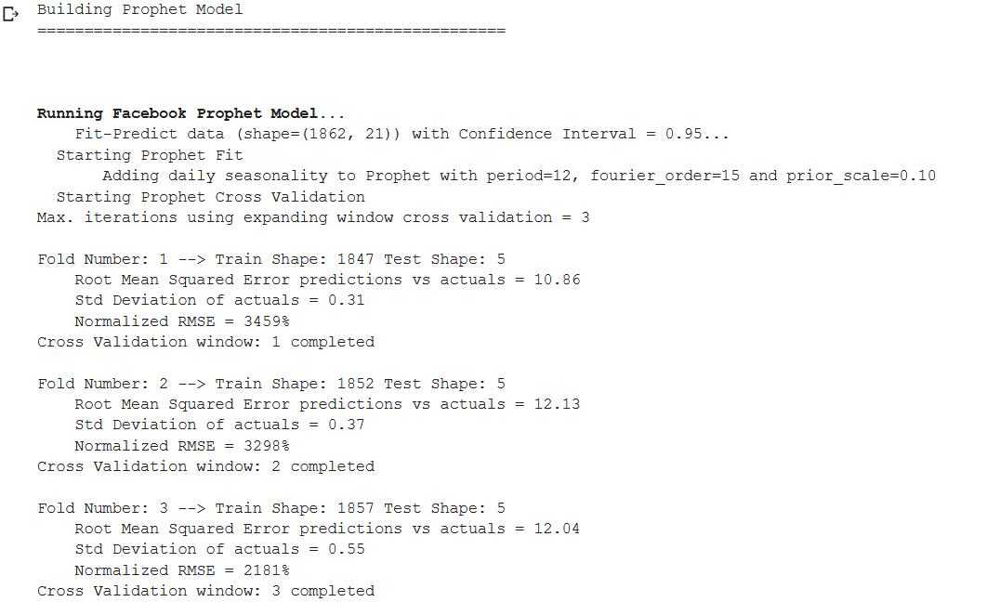 Building Prophet Model
==================================================
Running Facebook Prophet Model...
Fit-Predict data (shape=(1862, 21)) with Confidence Interval = 0.95...
Starting Prophet Fit
Adding daily seasonality to Prophet with period=12, fourier_order=15 and prior_scale=0.10
Starting Prophet Cross Validation
Max. iterations using expanding window cross validation = 3
Fold Number: 1 --> Train Shape: 1847 Test Shape: 5
Root Mean Squared Error predictions vs actuals = 10.86
Std Deviation of actuals = 0.31
Normalized RMSE = 3459%
Cross Validation window: 1 completed
Fold Number: 2 --> Train Shape: 1852 Test Shape: 5
Root Mean Squared Error predictions vs actuals = 12.13
Std Deviation of actuals = 0.37
Normalized RMSE = 3298%
Cross Validation window: 2 completed
Fold Number: 3 --> Train Shape: 1857 Test Shape: 5
Root Mean Squared Error predictions vs actuals = 12.04
Std Deviation of actuals = 0.55
Normalized RMSE = 2181%
Cross Validation window: 3 completed